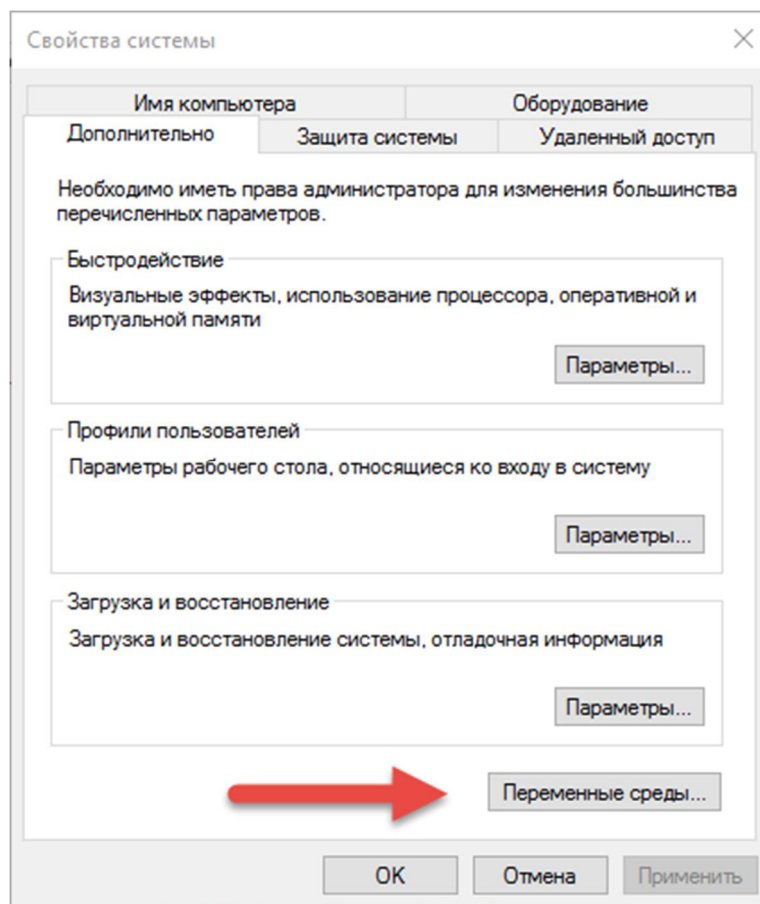 Свойства системы
Имя компьютера
Оборудование
Дополнительно
Защита системы
Удаленный доступ
Необходимо иметь права администратора для изменения большинства
перечисленных параметров.
Быстродействие
Визуальные эффекты, использование процессора, оперативной и
виртуальной памяти
Параметры...
Профили пользователей
Параметры рабочего стола, относящиеся ко входу в систему
Параметры...
Загрузка и восстановление
Загрузка и восстановление системы, отладочная информация
Параметры...
Переменные среды...
OK
Отмена
Применить